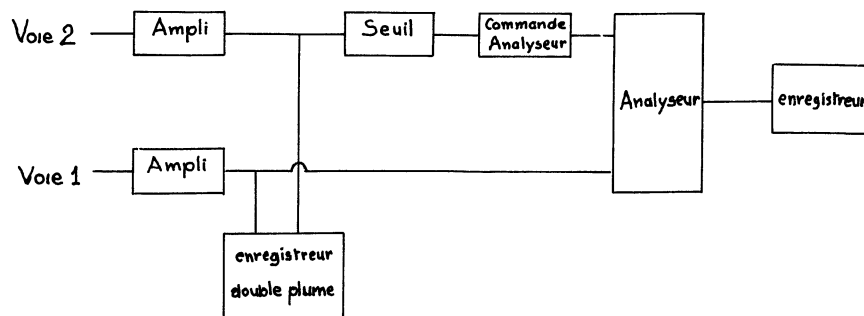 Voie 2
Ampli
Seuil
Commande
Analyseur
Analyseur
enregistreur
Voie 1
Ampli
enregistreur
double plume